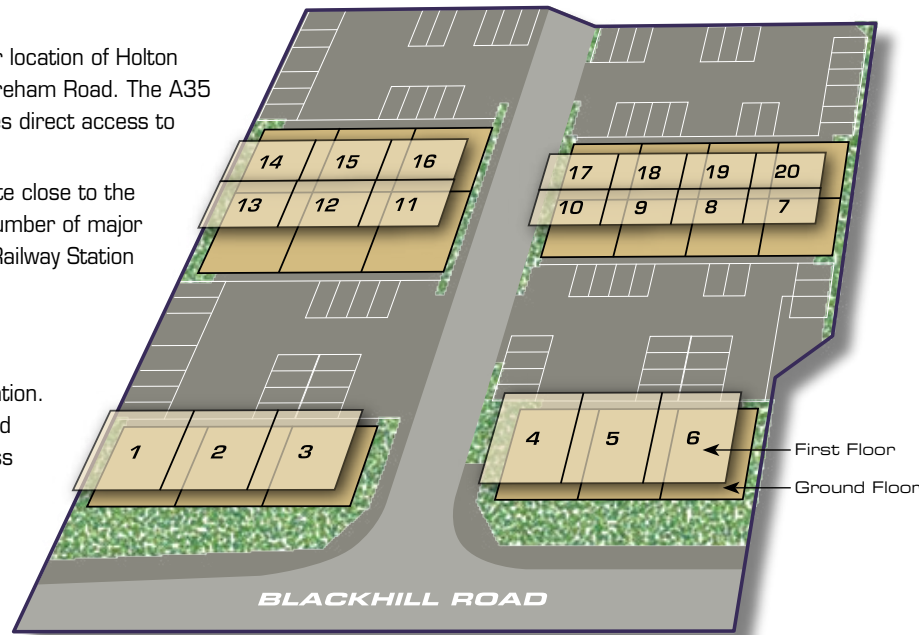 r location of Holton
reham Road. The A35
es direct access to
te close to the
umber of major
Railway Station
ation.
d
ss
14 15 16
13 12 11
17 18 19 20
10 9 8 7
1 2 3
4 5 6
First Floor
Ground Floor
BLACKHILL ROAD